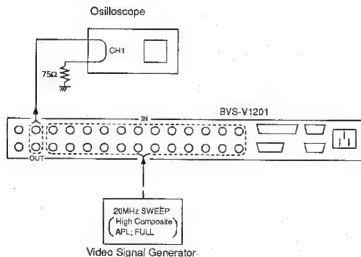 Osilloscope
CH1
75Ω
IN
BVS-V1201
OUT
20MHz SWEEP
(High Composite
APL; FULL)
Video Signal Generator